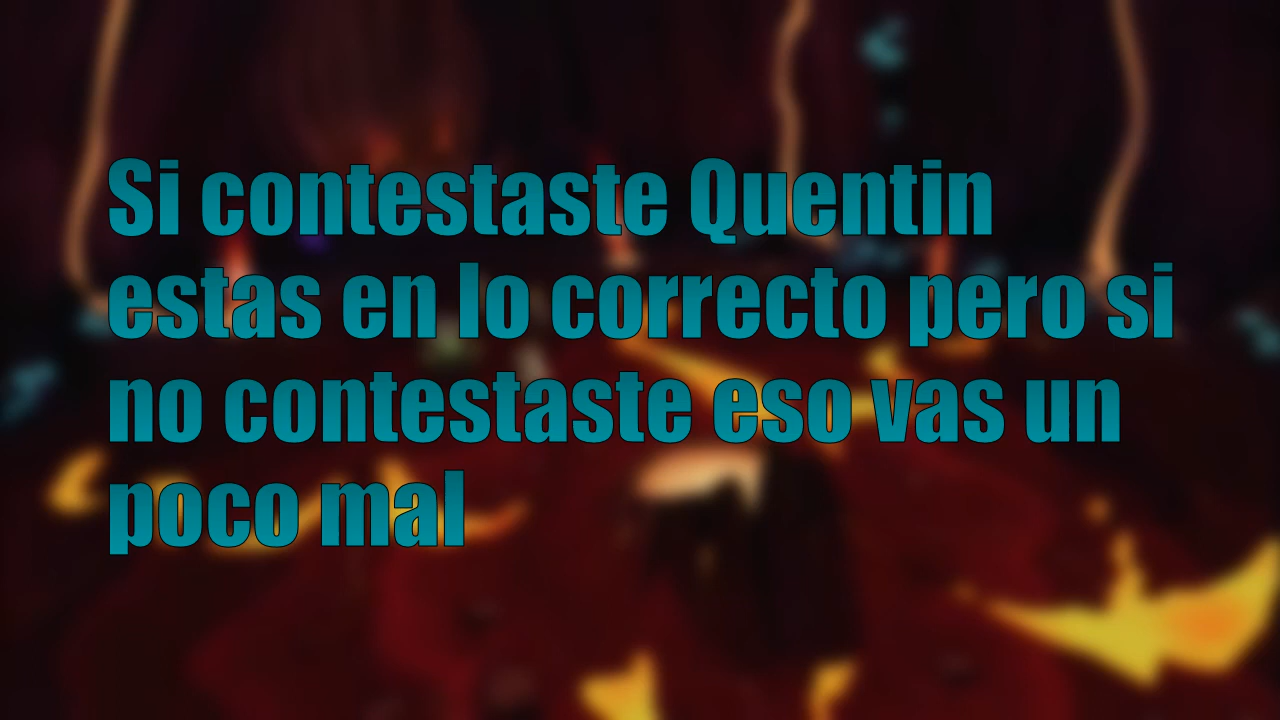 Si contestaste Quentin
estas en lo correcto pero si
no contestaste eso vas un
poco mal